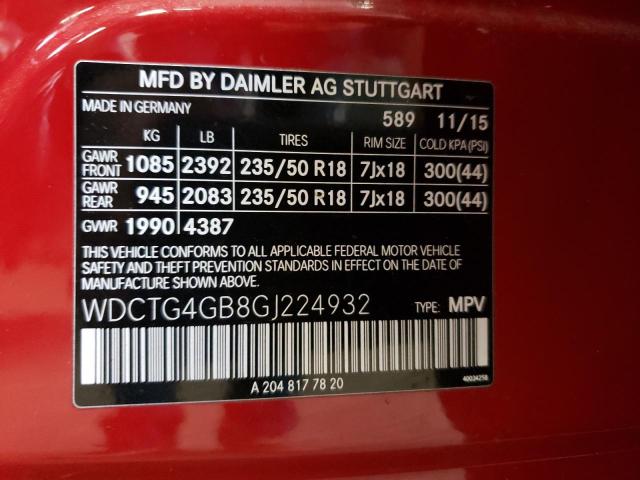 MFD BY DAIMLER AG STUTTGART
MADE IN GERMANY 589 11/15
KG LB TIRES RIM SIZE COLD KPA(PSI)
GAWR FRONT 1085 2392 235/50 R18 7Jx18 300(44)
GAWR REAR 945 2083 235/50 R18 7Jx18 300(44)
GVWR 1990 4387
THIS VEHICLE CONFORMS TO ALL APPLICABLE FEDERAL MOTOR VEHICLE
SAFETY AND THEFT PREVENTION STANDARDS IN EFFECT ON THE DATE OF
MANUFACTURE SHOWN ABOVE.
WDCTG4GB8GJ224932 TYPE: MPV
A 204 817 78 20 40034258